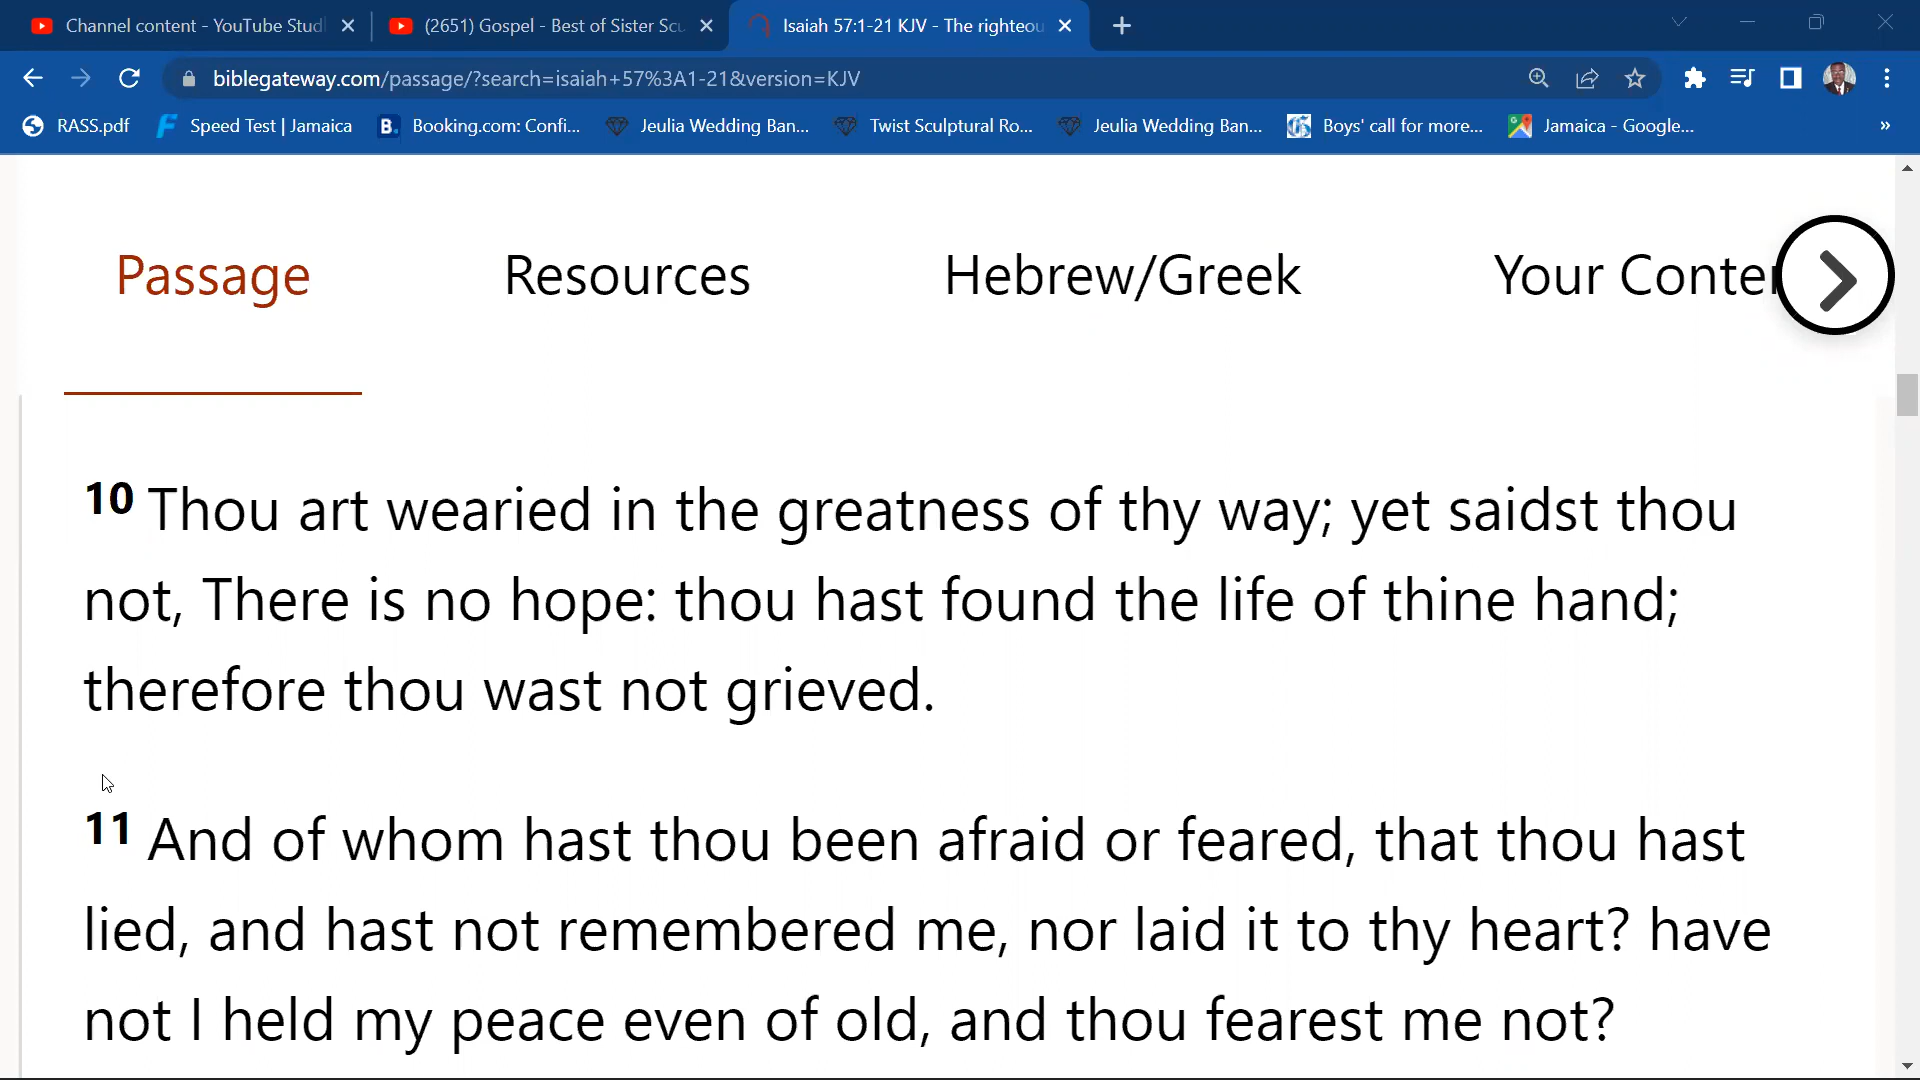 Channel content - YouTube Studi
(2651) Gospel - Best of Sister Scu
Isaiah 57:1-21 KJV - The righteou
biblegateway.com/passage/?search=isaiah+57%3A1-21&version=KJV
RASS.pdf
Speed Test | Jamaica
B.
Booking.com: Confi...
Jeulia Wedding Ban...
Twist Sculptural Ro...
Jeulia Wedding Ban...
Boys' call for more...
Jamaica - Google...
Passage
Resources
Hebrew/Greek
Your Conten
10 Thou art wearied in the greatness of thy way; yet saidst thou
not, There is no hope: thou hast found the life of thine hand;
therefore thou wast not grieved.
11 And of whom hast thou been afraid or feared, that thou hast
lied, and hast not remembered me, nor laid it to thy heart? have
not I held my peace even of old, and thou fearest me not?